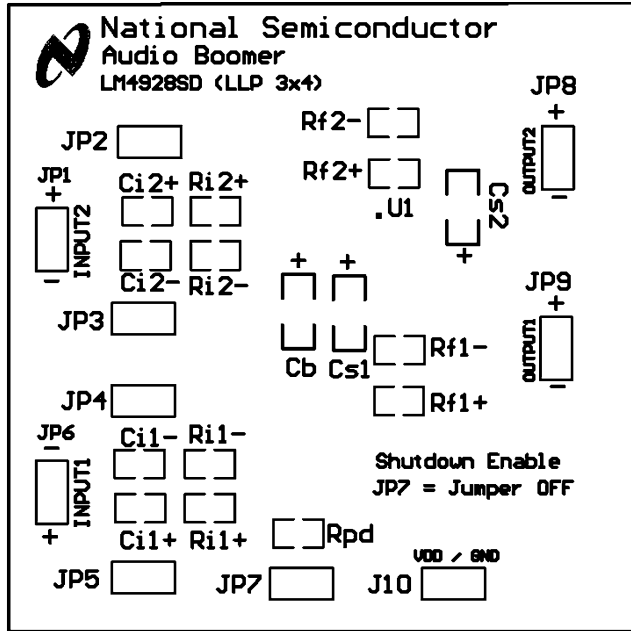 National Semiconductor
Audio Boomer
LM4928SD (LLP 3x4)
JP8
+
OUTPUT2
-
Rf2-
JP2
Rf2+
JP1
+
INPUT2
-
Ci2+ Ri2+
.U1
Cs2
+
Ci2- Ri2-
JP9
+
OUTPUT1
-
JP3
+ +
Cb Cs1
Rf1-
JP4
Rf1+
JP6
-
INPUT1
+
Ci1- Ri1-
Shutdown Enable
JP7 = Jumper OFF
Ci1+ Ri1+
Rpd
VDD / GND
JP5
JP7
J10